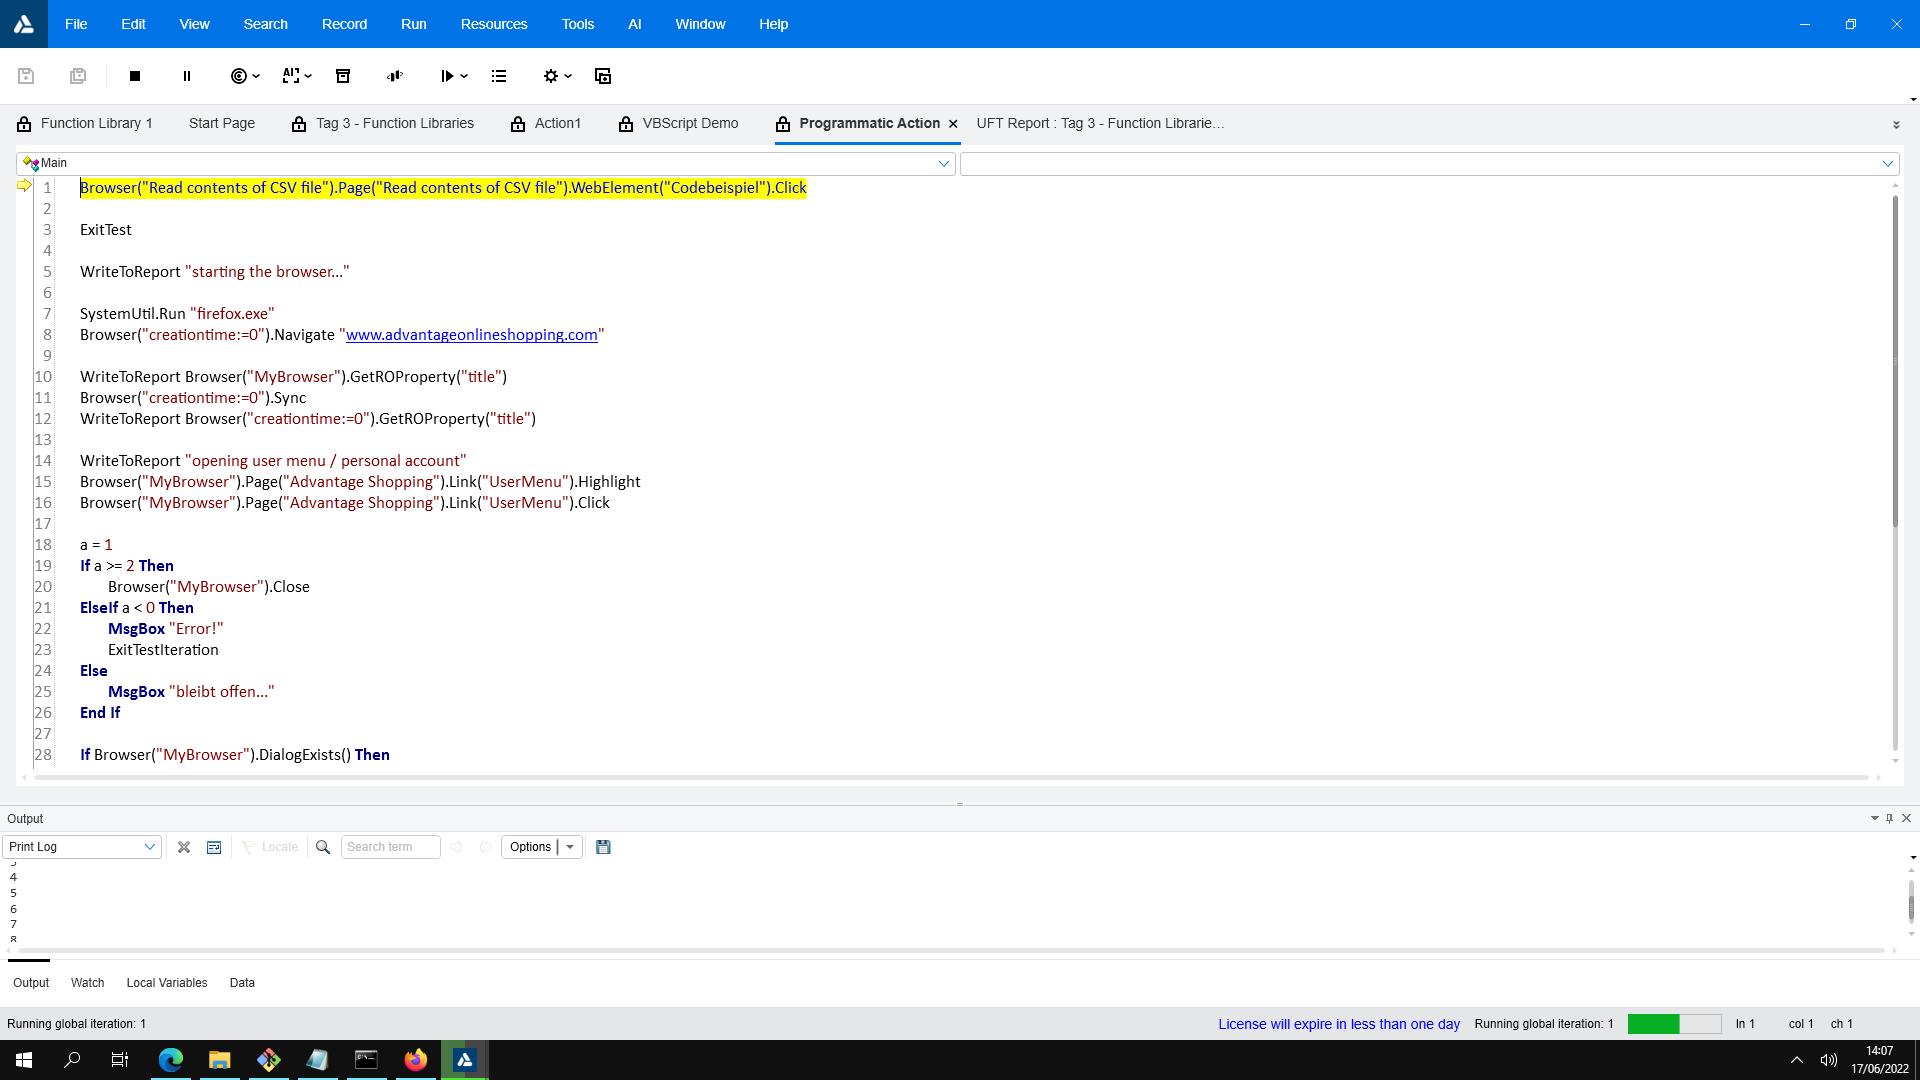 File Edit View Search Record Run Resources Tools AI Window Help
AI
Function Library 1 Start Page Tag 3 - Function Libraries Action1 VBScript Demo Programmatic Action UFT Report : Tag 3 - Function Librarie...
Main
1 Browser("Read contents of CSV file").Page("Read contents of CSV file").WebElement("Codebeispiel").Click
2
3 ExitTest
4
5 WriteToReport "starting the browser..."
6
7 SystemUtil.Run "firefox.exe"
8 Browser("creationtime:=0").Navigate "www.advantageonlineshopping.com"
9
10 WriteToReport Browser("MyBrowser").GetROProperty("title")
11 Browser("creationtime:=0").Sync
12 WriteToReport Browser("creationtime:=0").GetROProperty("title")
13
14 WriteToReport "opening user menu / personal account"
15 Browser("MyBrowser").Page("Advantage Shopping").Link("UserMenu").Highlight
16 Browser("MyBrowser").Page("Advantage Shopping").Link("UserMenu").Click
17
18 a = 1
19 If a >= 2 Then
20 Browser("MyBrowser").Close
21 ElseIf a < 0 Then
22 MsgBox "Error!"
23 ExitTestIteration
24 Else
25 MsgBox "bleibt offen..."
26 End If
27
28 If Browser("MyBrowser").DialogExists() Then
Output
Print Log Locate Search term Options
4
5
6
7
8
Output Watch Local Variables Data
Running global iteration: 1 License will expire in less than one day Running global iteration: 1 ln 1 col 1 ch 1
14:07
17/06/2022